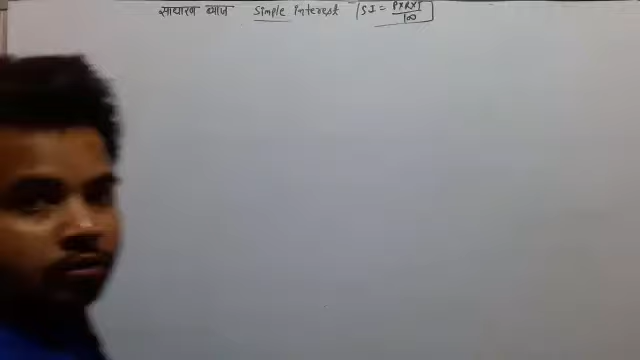 साधारण ब्याज Simple interest SI = P×R×T/100